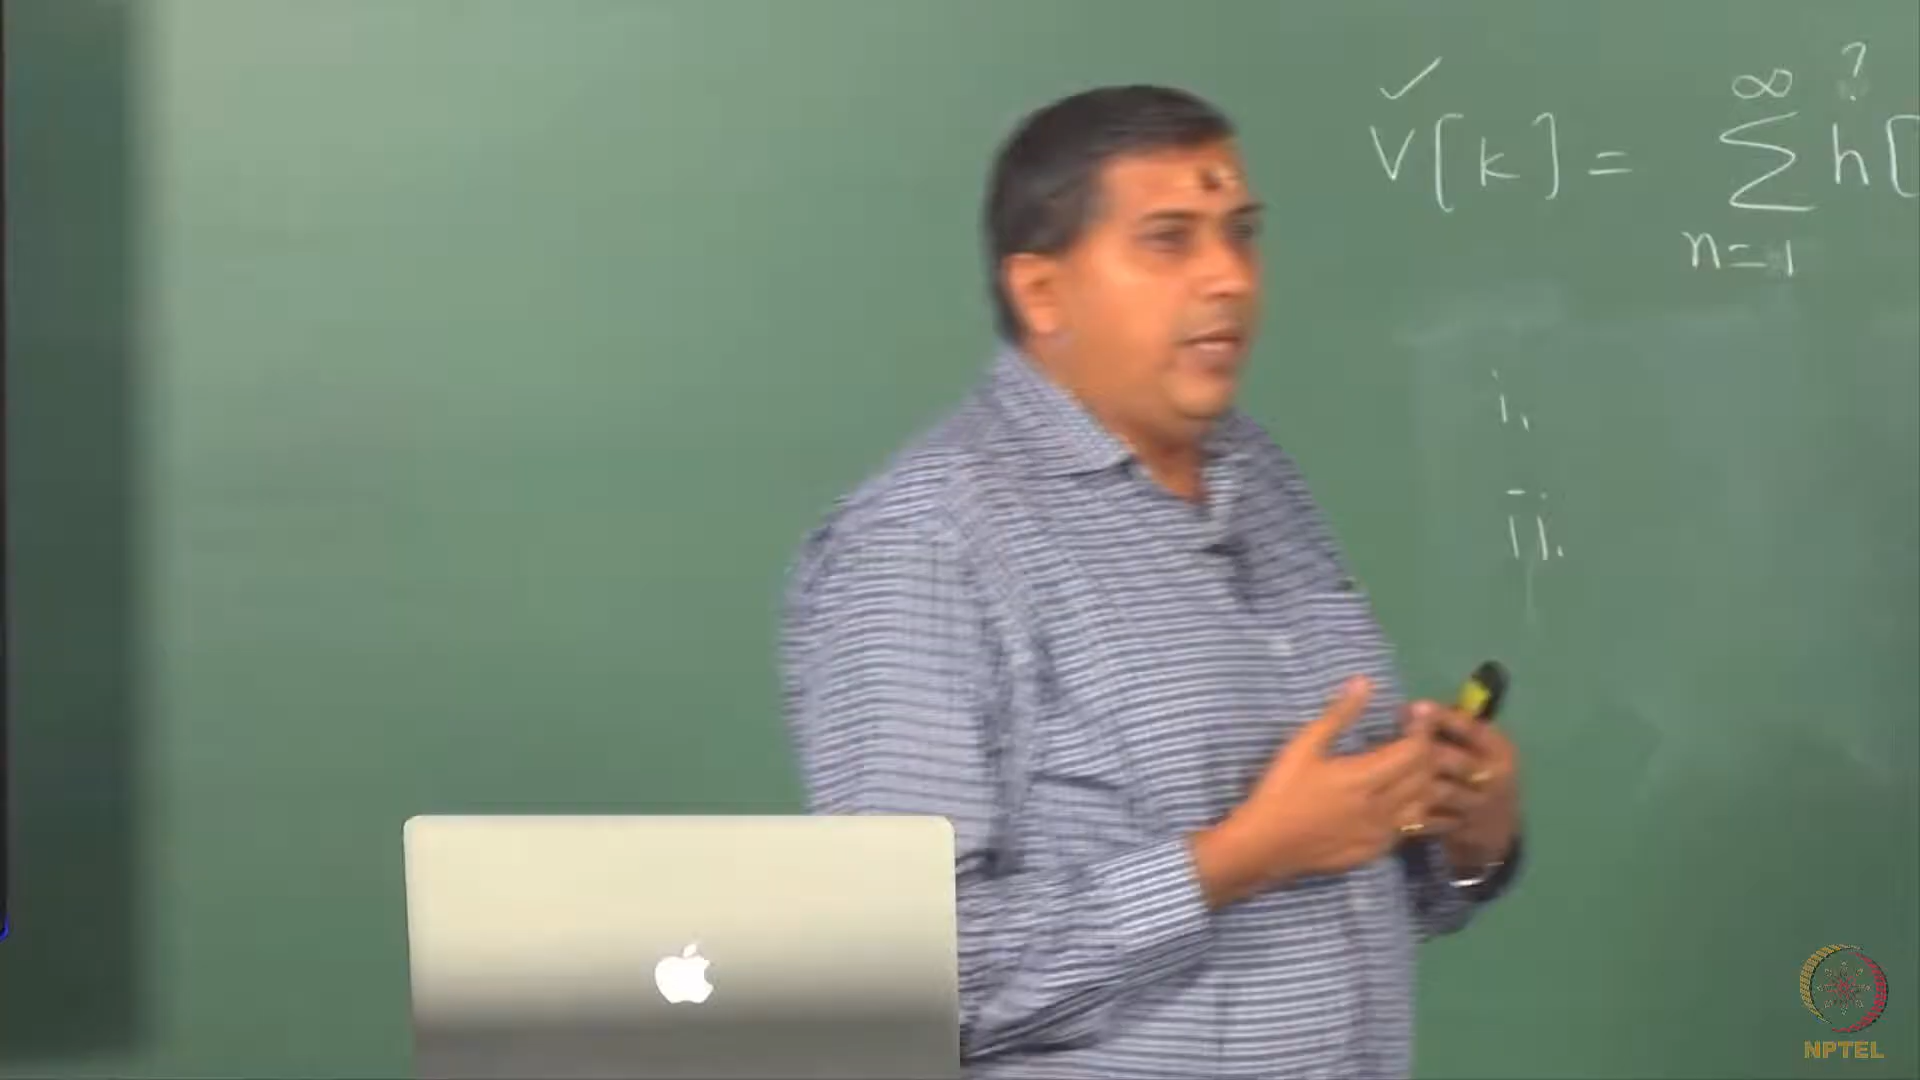 ✓ ∞ ?
V[k] = Σ h[
n=1
i.
ii.
NPTEL